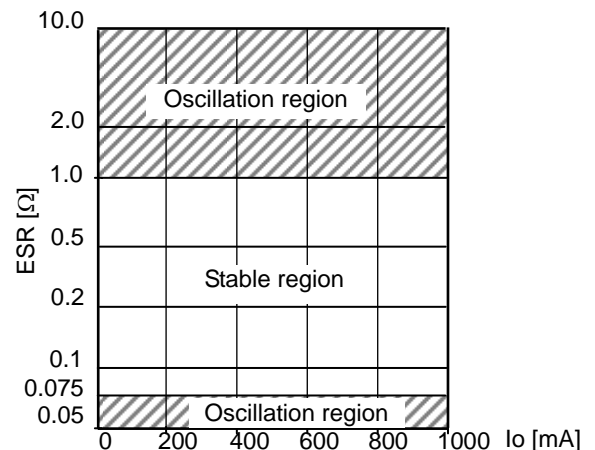 10.0
Oscillation region
2.0
1.0
ESR [Ω]
0.5
Stable region
0.2
0.1
0.075
Oscillation region
0.05
0 200 400 600 800 1000 Io [mA]